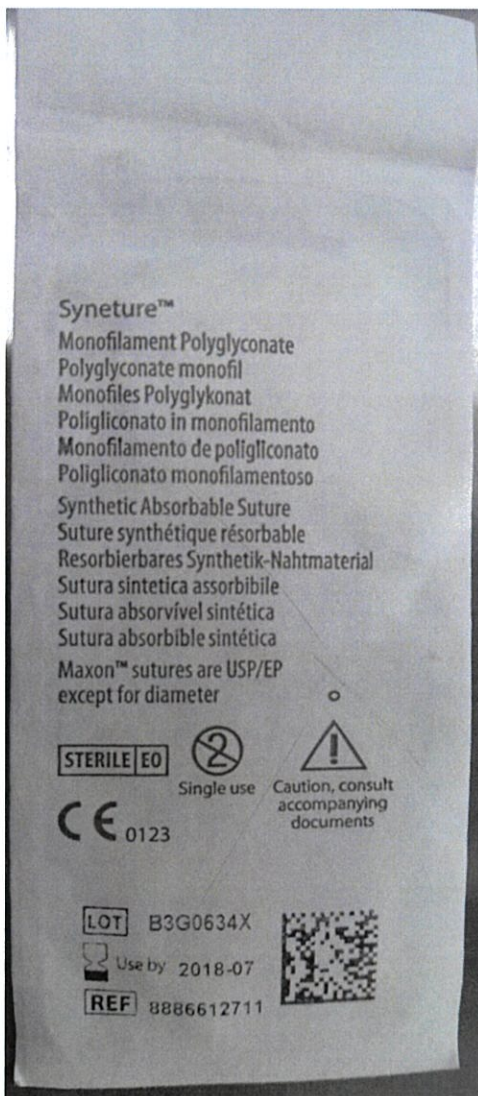 Syneture™
Monofilament Polyglyconate
Polyglyconate monofil
Monofiles Polyglykonat
Poligliconato in monofilamento
Monofilamento de poligliconato
Poligliconato monofilamentoso
Synthetic Absorbable Suture
Suture synthétique résorbable
Resorbierbares Synthetik-Nahtmaterial
Sutura sintetica assorbibile
Sutura absorvível sintética
Sutura absorbible sintética
Maxon™ sutures are USP/EP
except for diameter
STERILE EO
2
Single use
Caution, consult
accompanying
documents
CE 0123
LOT B3G0634X
Use by 2018-07
REF 8886612711